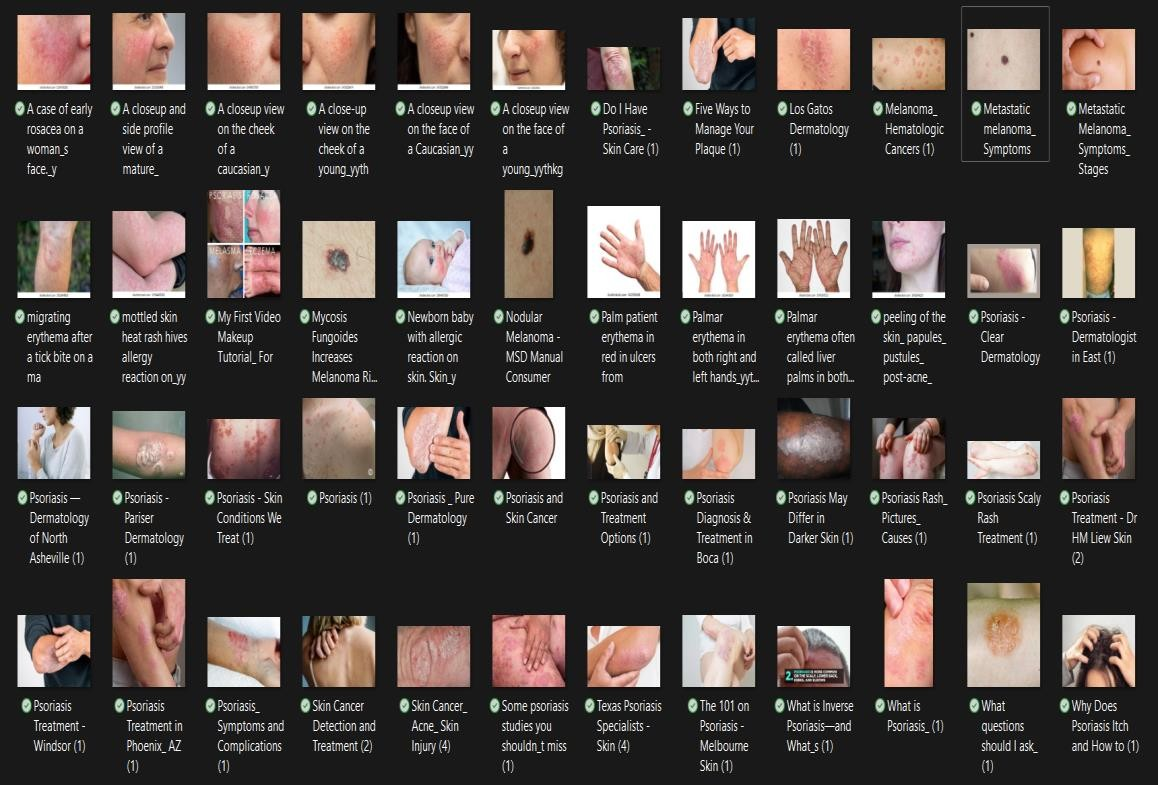 A case of early
rosacea on a
woman_s
face._y
A closeup and
side profile
view of a
mature_
A closeup view
on the cheek
of a
caucasian_y
A close-up
view on the
cheek of a
young_yyth
A closeup view
on the face of
a Caucasian_yy
A closeup view
on the face of
a
young_yythkg
Do I Have
Psoriasis_ -
Skin Care (1)
Five Ways to
Manage Your
Plaque (1)
Los Gatos
Dermatology
(1)
Melanoma_
Hematologic
Cancers (1)
Metastatic
melanoma_
Symptoms
Metastatic
Melanoma_
Symptoms_
Stages
PSORIASIS
MELASMA
ECZEMA
migrating
erythema after
a tick bite on a
ma
mottled skin
heat rash hives
allergy
reaction on_yy
My First Video
Makeup
Tutorial_For
Mycosis
Fungoides
Increases
Melanoma Ri...
Newborn baby
with allergic
reaction on
skin. Skin_y
Nodular
Melanoma -
MSD Manual
Consumer
Palm patient
erythema in
red in ulcers
from
Palmar
erythema in
both right and
left hands_yyt...
Palmar
erythema often
called liver
palms in both...
peeling of the
skin_ papules_
pustules_
post-acne_
Psoriasis -
Clear
Dermatology
Psoriasis -
Dermatologist
in East (1)
Psoriasis —
Dermatology
of North
Asheville (1)
Psoriasis -
Pariser
Dermatology
(1)
Psoriasis - Skin
Conditions We
Treat (1)
Psoriasis (1)
Psoriasis _Pure
Dermatology
(1)
Psoriasis and
Skin Cancer
Psoriasis and
Treatment
Options (1)
Psoriasis
Diagnosis &
Treatment in
Boca (1)
Psoriasis May
Differ in
Darker Skin (1)
Psoriasis Rash_
Pictures_
Causes (1)
Psoriasis Scaly
Rash
Treatment (1)
Psoriasis
Treatment - Dr
HM Liew Skin
(2)
Psoriasis
Treatment -
Windsor (1)
Psoriasis
Treatment in
Phoenix_ AZ
(1)
Psoriasis_
Symptoms and
Complications
(1)
Skin Cancer
Detection and
Treatment (2)
Skin Cancer_
Acne_Skin
Injury (4)
Some psoriasis
studies you
shouldn_t miss
(1)
Texas Psoriasis
Specialists -
Skin (4)
The 101 on
Psoriasis -
Melbourne
Skin (1)
2
What is Inverse
Psoriasis—and
What_s (1)
What is
Psoriasis_ (1)
What
questions
should I ask_
(1)
Why Does
Psoriasis Itch
and How to (1)